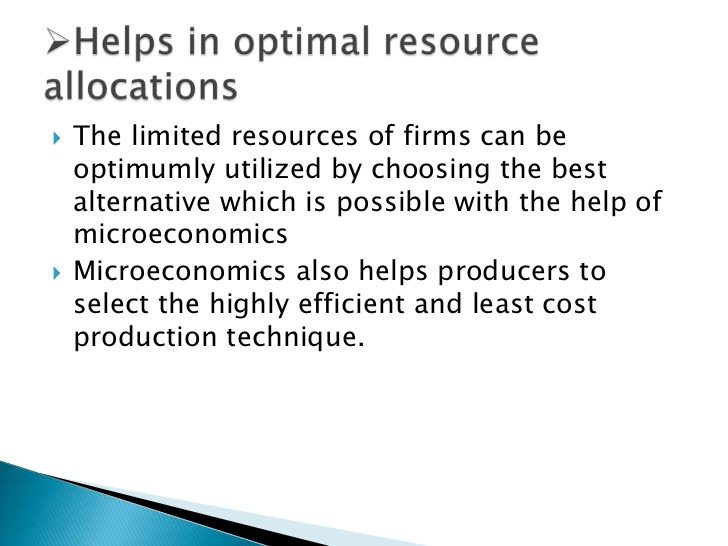 ➢Helps in optimal resource
allocations
The limited resources of firms can be
optimumly utilized by choosing the best
alternative which is possible with the help of
microeconomics
Microeconomics also helps producers to
select the highly efficient and least cost
production technique.